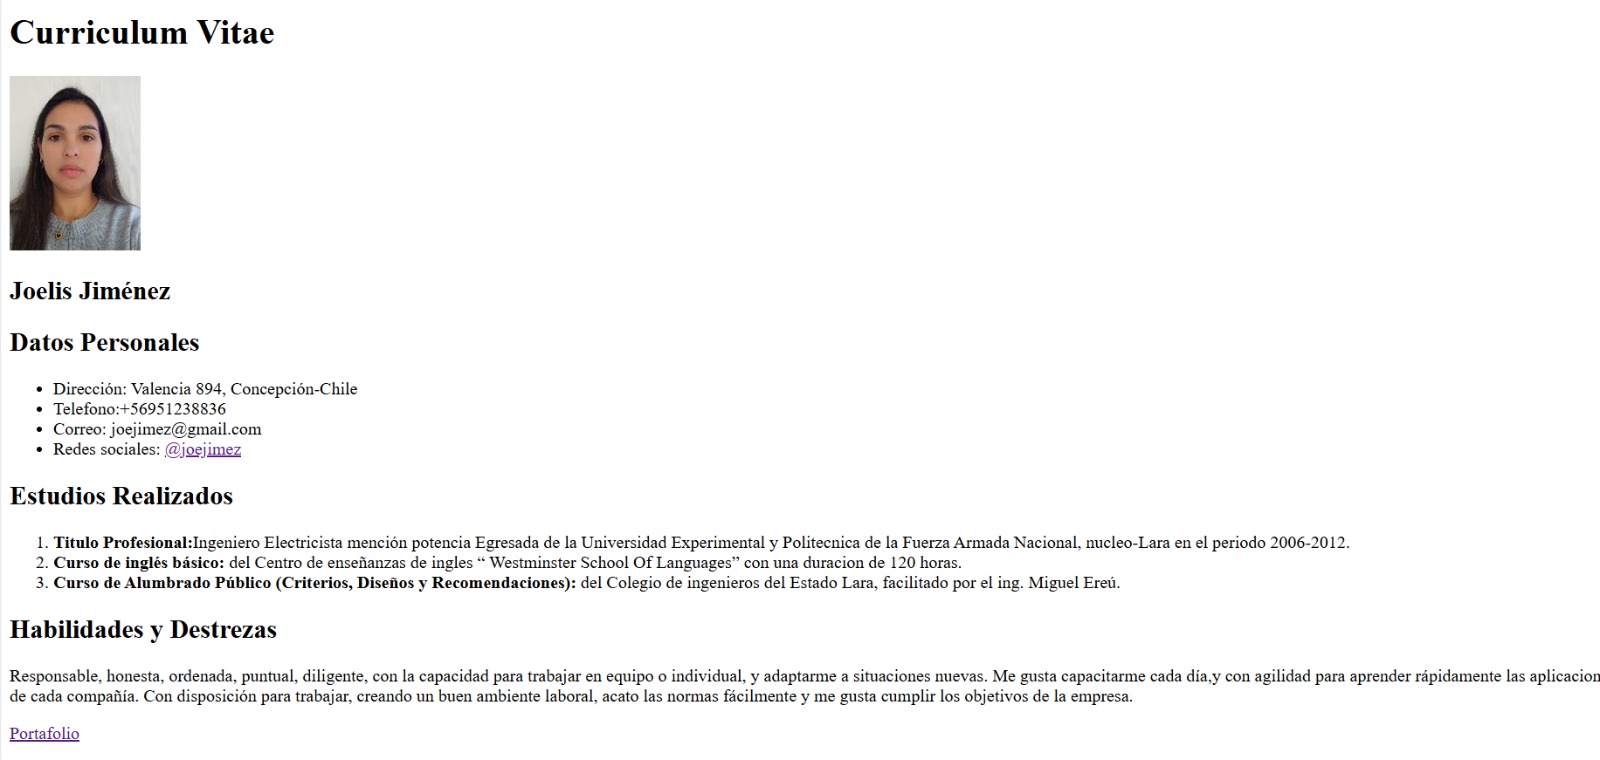 Curriculum Vitae
Joelis Jiménez
Datos Personales
Dirección: Valencia 894, Concepción-Chile
Telefono:+56951238836
Correo: joejimez@gmail.com
Redes sociales: @joejimez
Estudios Realizados
1. Titulo Profesional:Ingeniero Electricista mención potencia Egresada de la Universidad Experimental y Politecnica de la Fuerza Armada Nacional, nucleo-Lara en el periodo 2006-2012.
2. Curso de inglés básico: del Centro de enseñanzas de ingles “ Westminster School Of Languages” con una duracion de 120 horas.
3. Curso de Alumbrado Público (Criterios, Diseños y Recomendaciones): del Colegio de ingenieros del Estado Lara, facilitado por el ing. Miguel Ereú.
Habilidades y Destrezas
Responsable, honesta, ordenada, puntual, diligente, con la capacidad para trabajar en equipo o individual, y adaptarme a situaciones nuevas. Me gusta capacitarme cada día,y con agilidad para aprender rápidamente las aplicacion
de cada compañía. Con disposición para trabajar, creando un buen ambiente laboral, acato las normas fácilmente y me gusta cumplir los objetivos de la empresa.
Portafolio